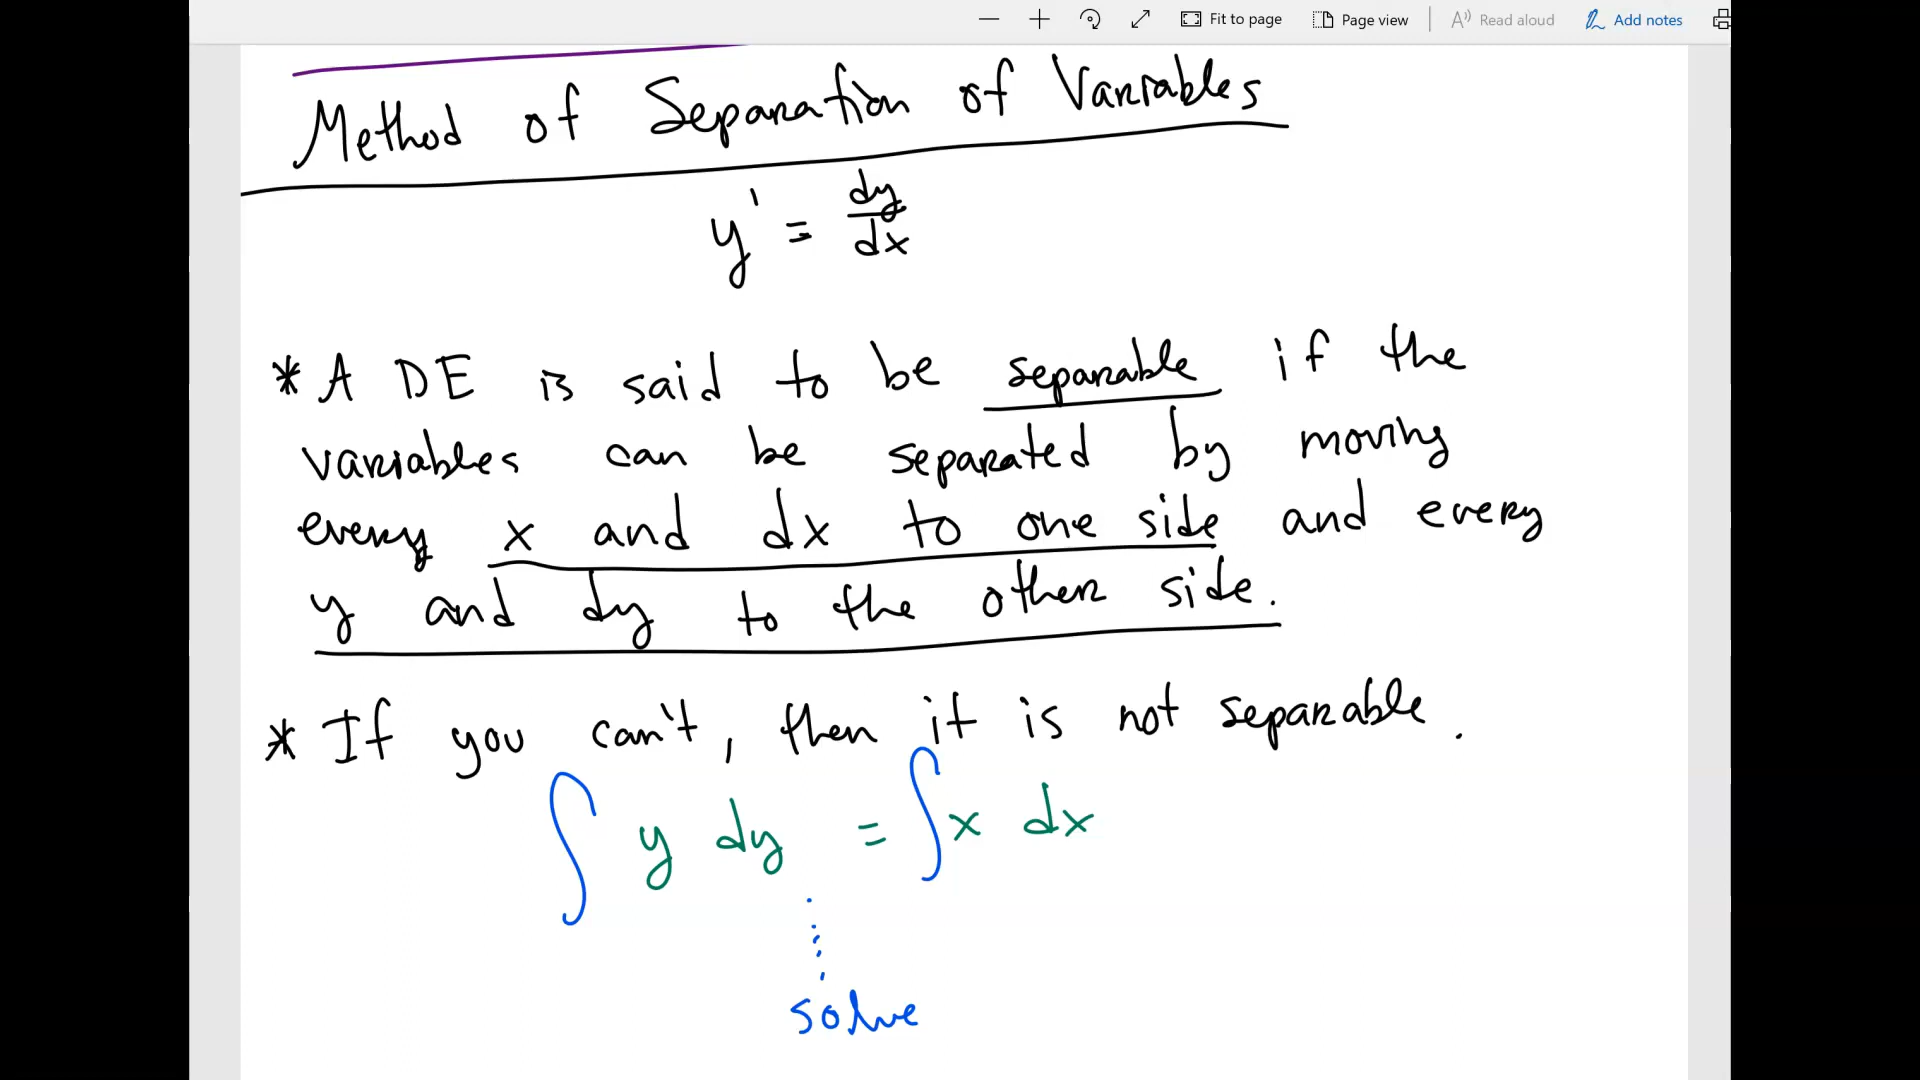 Fit to page Page view Read aloud Add notes
Method of Separation of Variables
y' = dy/dx
* A DE is said to be separable if the
variables can be separated by moving
every x and dx to one side and every
y and dy to the other side.
* If you can't, then it is not separable.
∫ y dy = ∫ x dx
solve